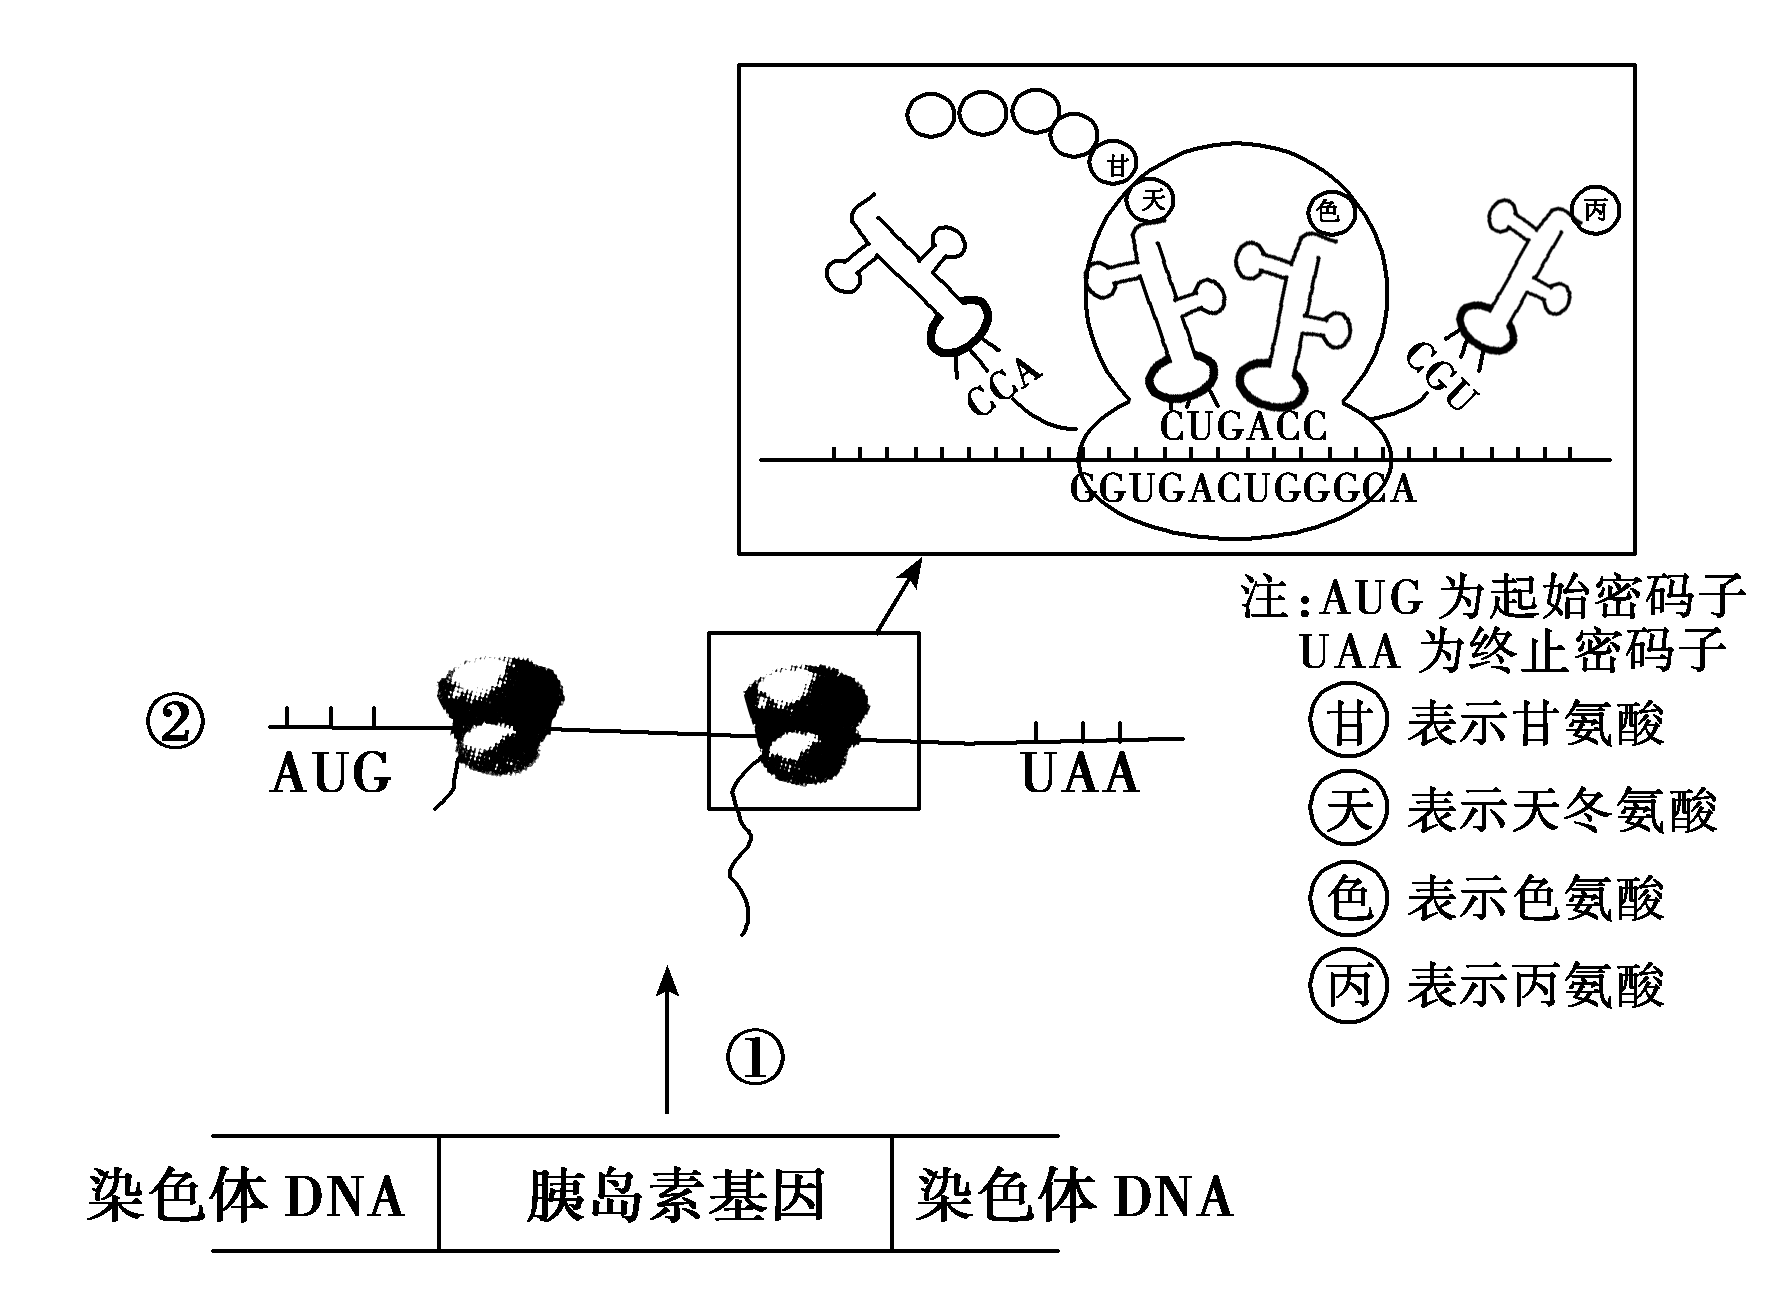 甘
天
色
丙
CCA
CGU
CUGACC
GGUGACUGGGCA
注:AUG 为起始密码子
UAA 为终止密码子
甘 表示甘氨酸
天 表示天冬氨酸
色 表示色氨酸
丙 表示丙氨酸
②
AUG
UAA
①
染色体 DNA 胰岛素基因 染色体 DNA